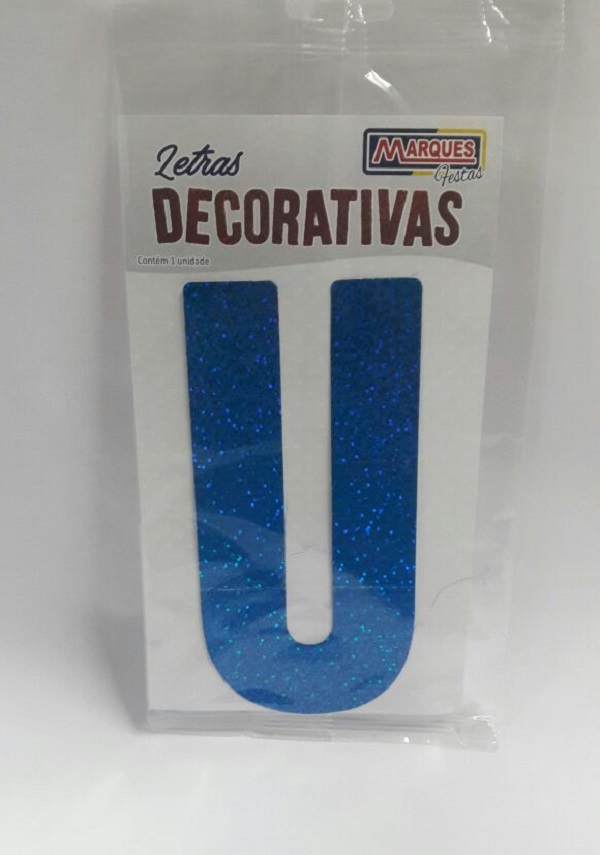 Letras
MARQUES
Festas
DECORATIVAS
Contém 1 unidade
U